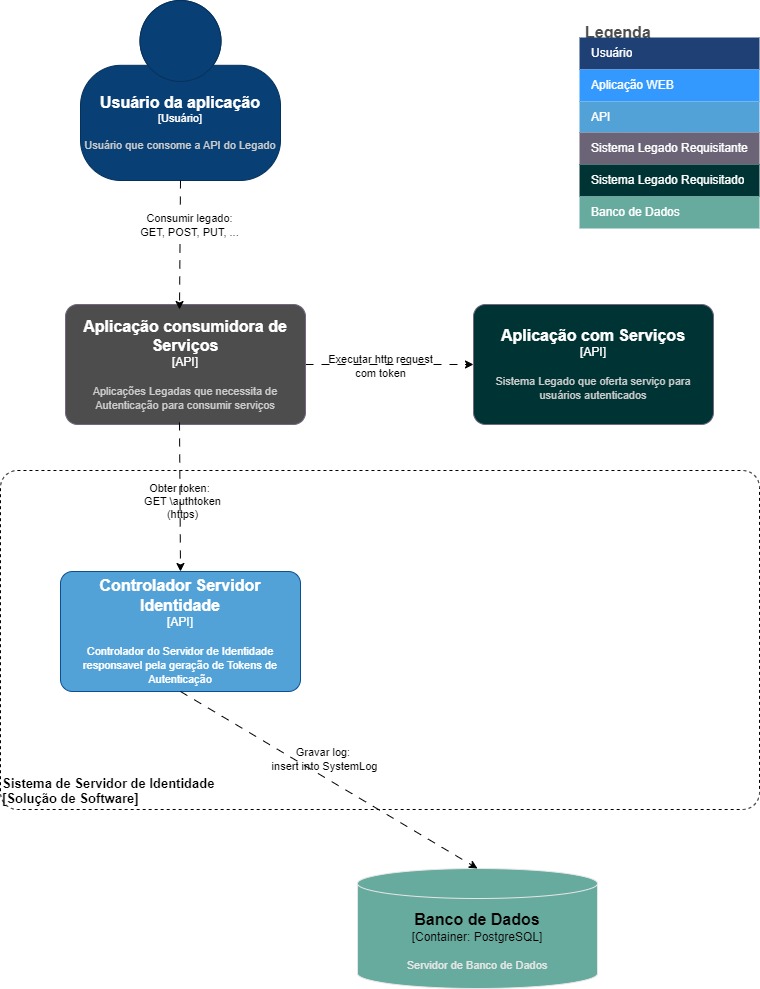 Legenda
Usuário
Aplicação WEB
API
Sistema Legado Requisitante
Sistema Legado Requisitado
Banco de Dados
Usuário da aplicação
[Usuário]
Usuário que consome a API do Legado
Consumir legado:
GET, POST, PUT, ...
Aplicação consumidora de
Serviços
[API]
Aplicações Legadas que necessita de
Autenticação para consumir serviços
Executar http request
com token
Aplicação com Serviços
[API]
Sistema Legado que oferta serviço para
usuários autenticados
Obter token:
GET \authtoken
(https)
Controlador Servidor
Identidade
[API]
Controlador do Servidor de Identidade
responsavel pela geração de Tokens de
Autenticação
Gravar log:
insert into SystemLog
Sistema de Servidor de Identidade
[Solução de Software]
Banco de Dados
[Container: PostgreSQL]
Servidor de Banco de Dados